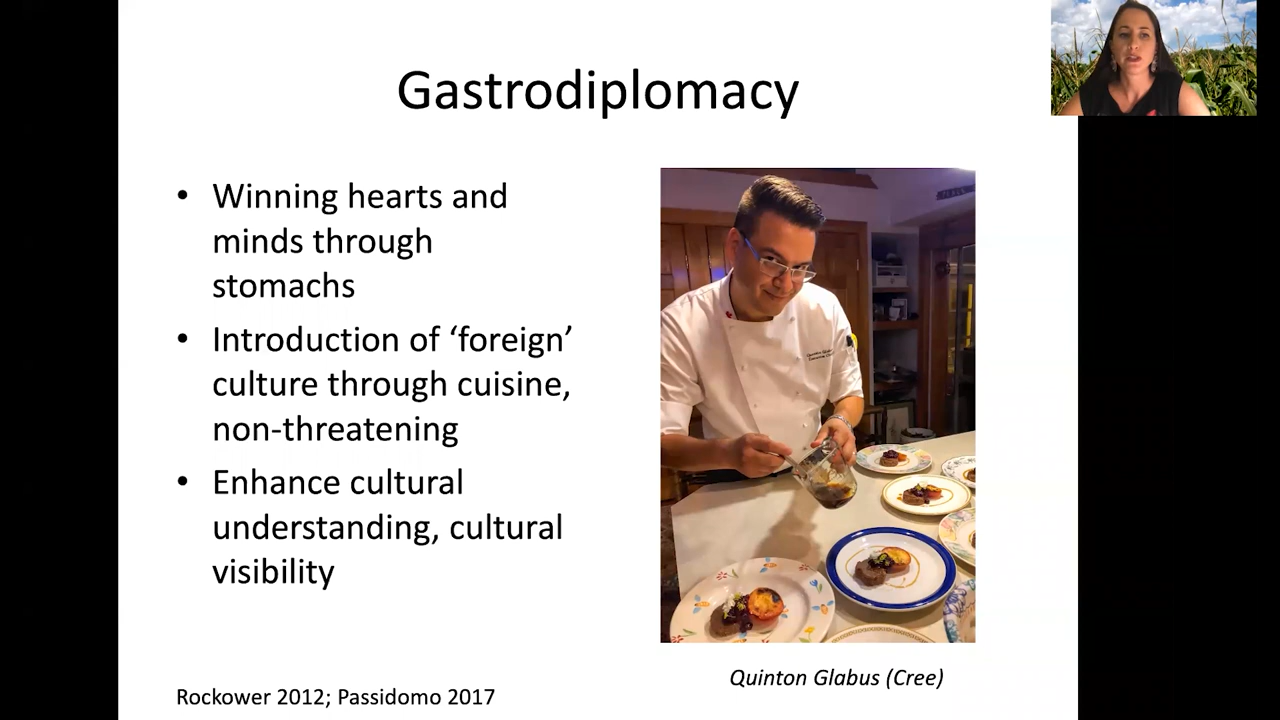 Gastrodiplomacy
• Winning hearts and
minds through
stomachs
• Introduction of ‘foreign’
culture through cuisine,
non-threatening
• Enhance cultural
understanding, cultural
visibility
Quinton Glabus (Cree)
Rockower 2012; Passidomo 2017